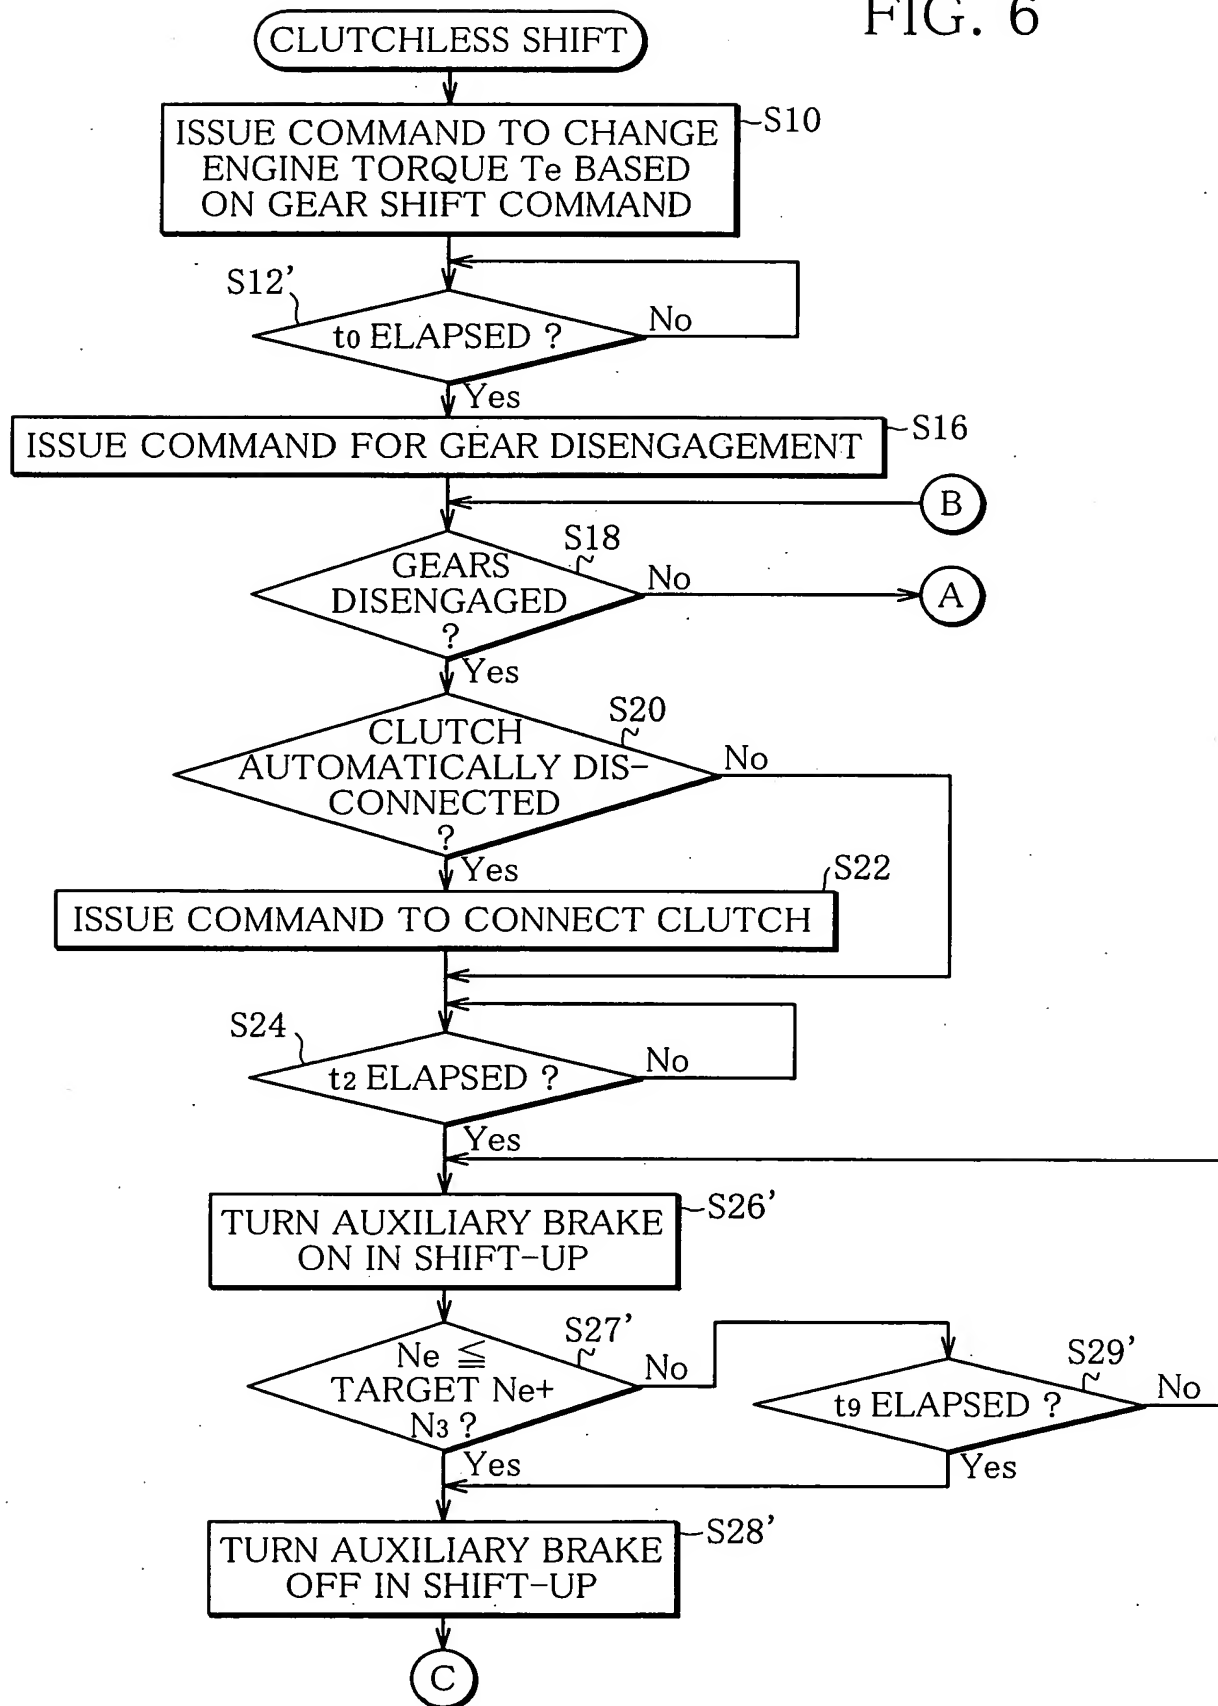 FIG. 6
CLUTCHLESS SHIFT
ISSUE COMMAND TO CHANGE
ENGINE TORQUE Te BASED
ON GEAR SHIFT COMMAND
S10
S12'
t0 ELAPSED ?
No
Yes
ISSUE COMMAND FOR GEAR DISENGAGEMENT
S16
B
S18
GEARS
DISENGAGED
?
No
A
Yes
S20
CLUTCH
AUTOMATICALLY DIS-
CONNECTED
?
No
Yes
S22
ISSUE COMMAND TO CONNECT CLUTCH
S24
t2 ELAPSED ?
No
Yes
S26'
TURN AUXILIARY BRAKE
ON IN SHIFT-UP
S27'
Ne ≦
TARGET Ne+
N3 ?
No
S29'
t9 ELAPSED ?
No
Yes
Yes
S28'
TURN AUXILIARY BRAKE
OFF IN SHIFT-UP
C